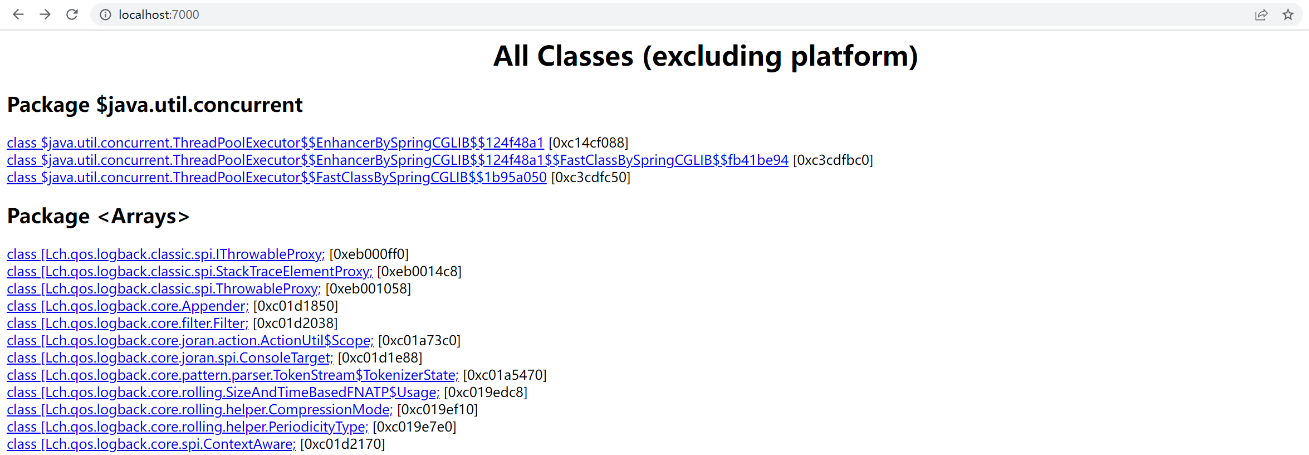 localhost:7000
All Classes (excluding platform)
Package $java.util.concurrent
class $java.util.concurrent.ThreadPoolExecutor$$EnhancerBySpringCGLIB$$124f48a1 [0xc14cf088]
class $java.util.concurrent.ThreadPoolExecutor$$EnhancerBySpringCGLIB$$124f48a1$$FastClassBySpringCGLIB$$fb41be94 [0xc3cdfbc0]
class $java.util.concurrent.ThreadPoolExecutor$$FastClassBySpringCGLIB$$1b95a050 [0xc3cdfc50]
Package <Arrays>
class [Lch.qos.logback.classic.spi.IThrowableProxy; [0xeb000ff0]
class [Lch.qos.logback.classic.spi.StackTraceElementProxy; [0xeb0014c8]
class [Lch.qos.logback.classic.spi.ThrowableProxy; [0xeb001058]
class [Lch.qos.logback.core.Appender; [0xc01d1850]
class [Lch.qos.logback.core.filter.Filter; [0xc01d2038]
class [Lch.qos.logback.core.joran.action.ActionUtil$Scope; [0xc01a73c0]
class [Lch.qos.logback.core.joran.spi.ConsoleTarget; [0xc01d1e88]
class [Lch.qos.logback.core.pattern.parser.TokenStream$TokenizerState; [0xc01a5470]
class [Lch.qos.logback.core.rolling.SizeAndTimeBasedFNATP$Usage; [0xc019edc8]
class [Lch.qos.logback.core.rolling.helper.CompressionMode; [0xc019ef10]
class [Lch.qos.logback.core.rolling.helper.PeriodicityType; [0xc019e7e0]
class [Lch.qos.logback.core.spi.ContextAware; [0xc01d2170]